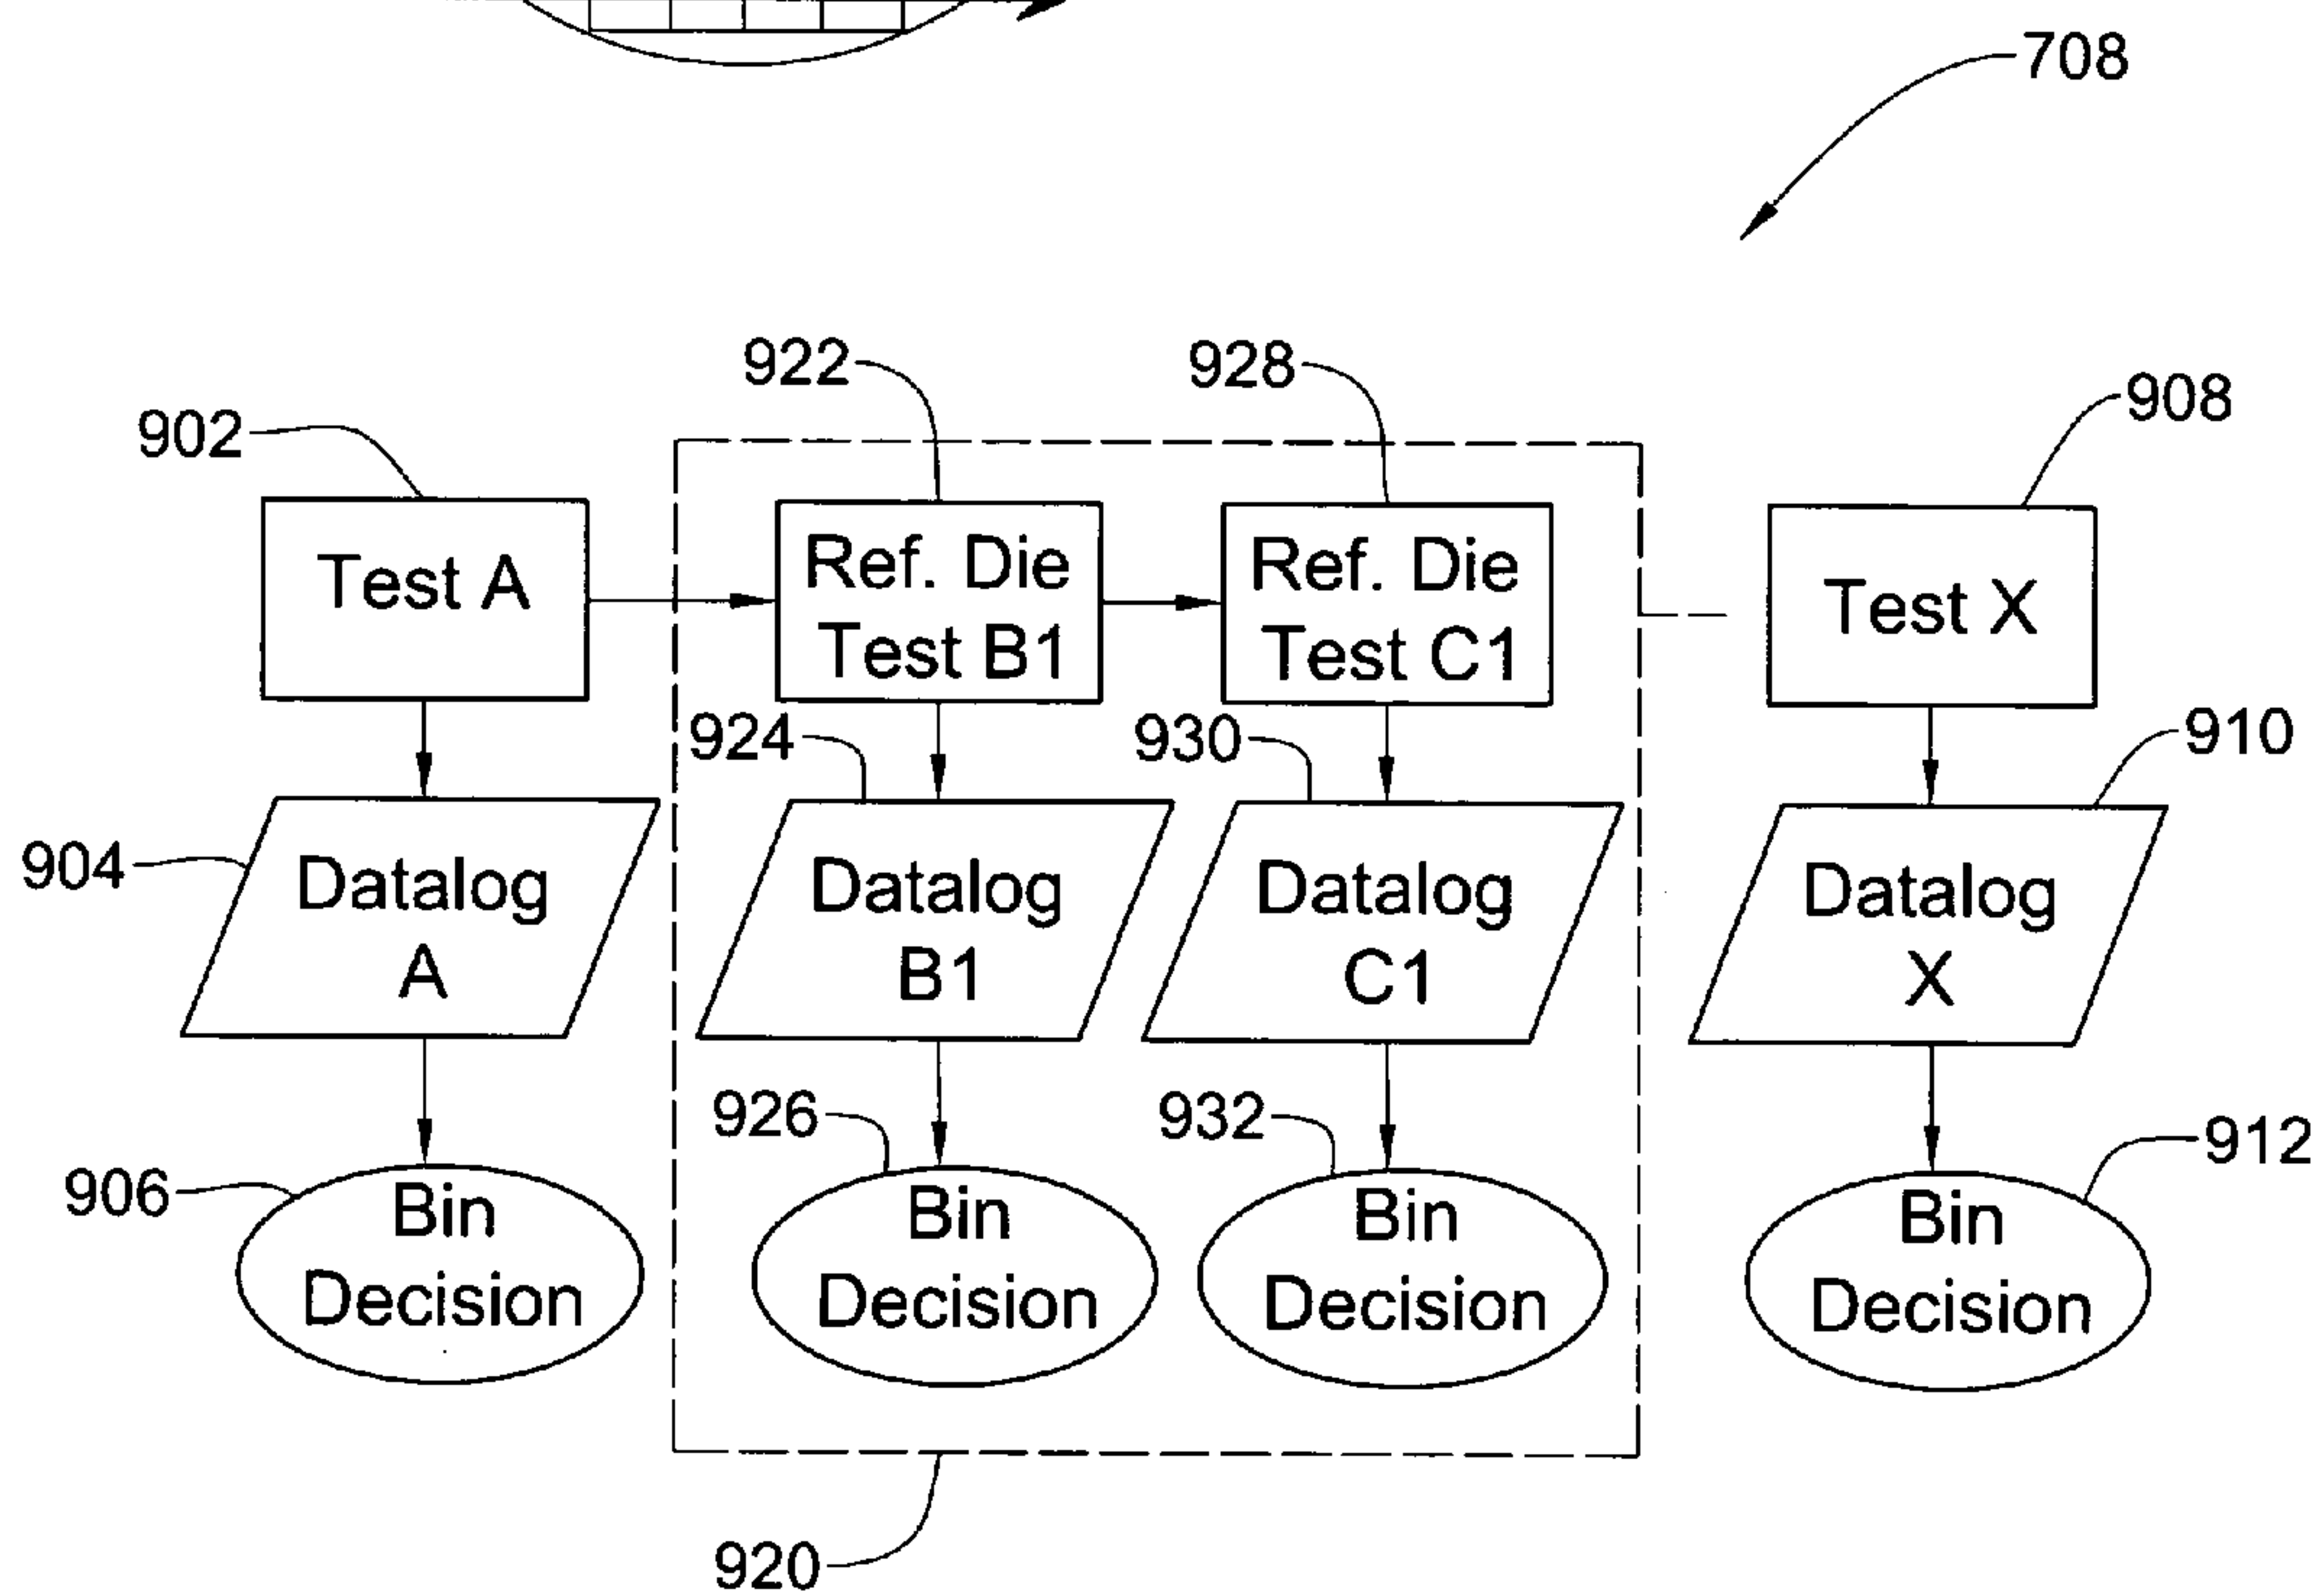 708
922
928
908
902
Test A
Ref. Die
Test B1
Ref. Die
Test C1
Test X
924
930
910
904
Datalog
A
Datalog
B1
Datalog
C1
Datalog
X
926
932
912
906
Bin
Decision
Bin
Decision
Bin
Decision
Bin
Decision
920